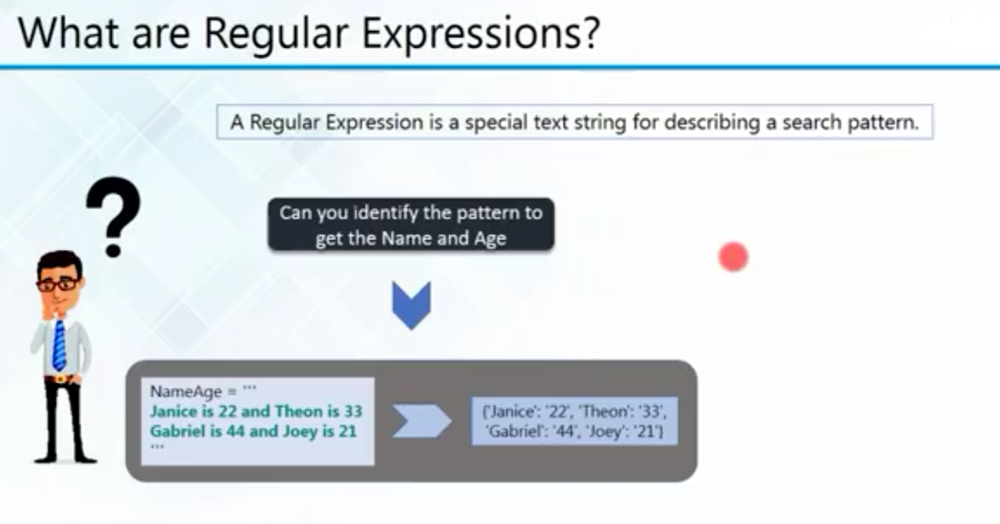 What are Regular Expressions?
A Regular Expression is a special text string for describing a search pattern.
?
Can you identify the pattern to
get the Name and Age
NameAge = '''
Janice is 22 and Theon is 33
Gabriel is 44 and Joey is 21
'''
{'Janice': '22', 'Theon': '33',
'Gabriel': '44', 'Joey': '21'}